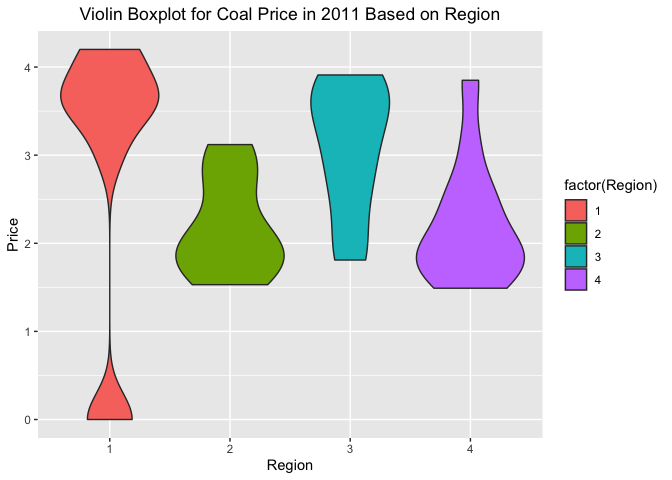 Violin Boxplot for Coal Price in 2011 Based on Region
4
3
2
1
0
Price
1 2 3 4
Region
factor(Region)
1
2
3
4